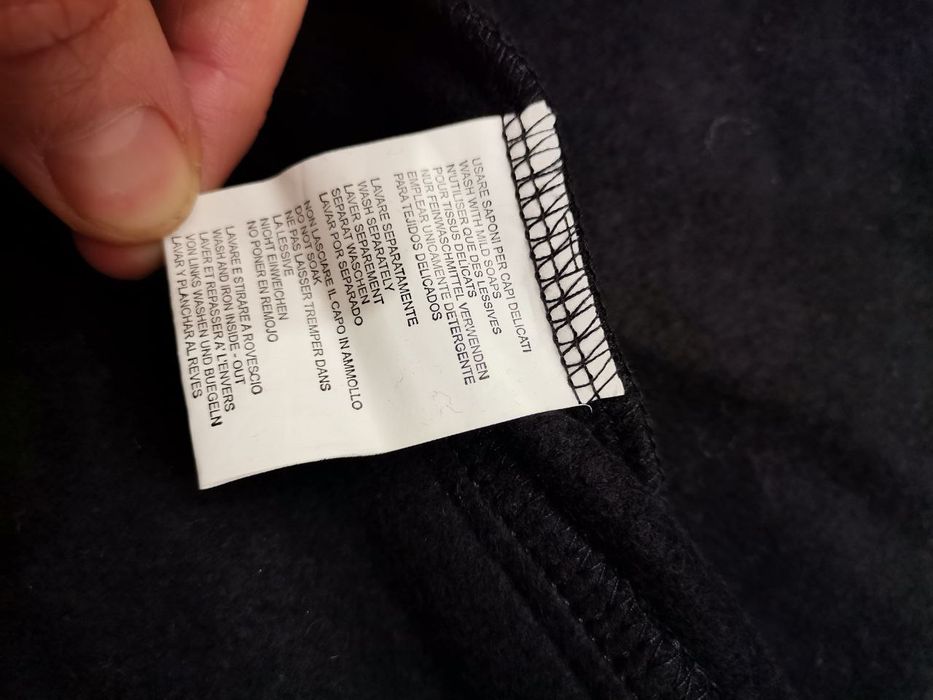 USARE SAPONI PER CAPI DELICATI
WASH WITH MILD SOAPS
N'UTILISER QUE DES LESSIVES
POUR TISSUS DELICATS
NUR FEINWASCHMITTEL VERWENDEN
EMPLEAR UNICAMENTE DETERGENTE
PARA TEJIDOS DELICADOS
LAVARE SEPARATAMENTE
WASH SEPARATELY
LAVER SEPAREMENT
SEPARAT WASCHEN
LAVAR POR SEPARADO
NON LASCIARE IL CAPO IN AMMOLLO
DO NOT SOAK
NE PAS LAISSER TREMPER DANS
LA LESSIVE
NICHT EINWEICHEN
NO PONER EN REMOJO
LAVARE E STIRARE A ROVESCIO
WASH AND IRON INSIDE - OUT
LAVER ET REPASSER A' L'ENVERS
VON LINKS WASHEN UND BUEGELN
LAVAR Y PLANCHAR AL REVES